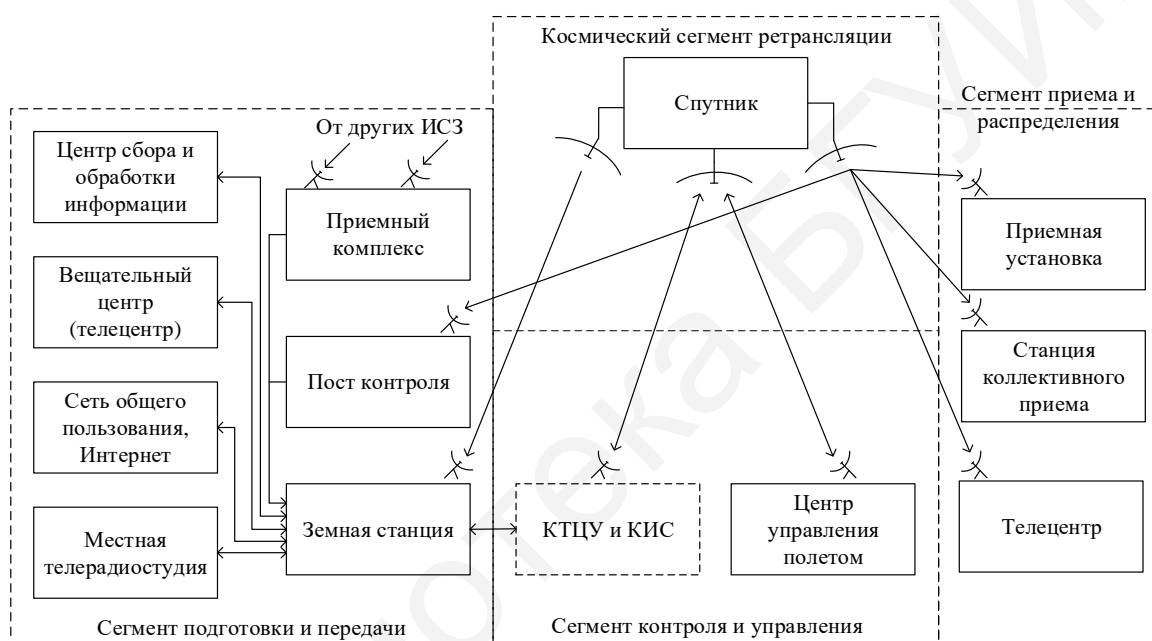 Космический сегмент ретрансляции
Спутник
Сегмент приема и
распределения
От других ИСЗ
Центр сбора и
обработки
информации
Приемный
комплекс
Приемная
установка
Вещательный
центр
(телецентр)
Пост контроля
Станция
коллективного
приема
Сеть общего
пользования,
Интернет
Земная станция
КТЦУ и КИС
Центр
управления
полетом
Телецентр
Местная
телерадиостудия
Сегмент подготовки и передачи
Сегмент контроля и управления